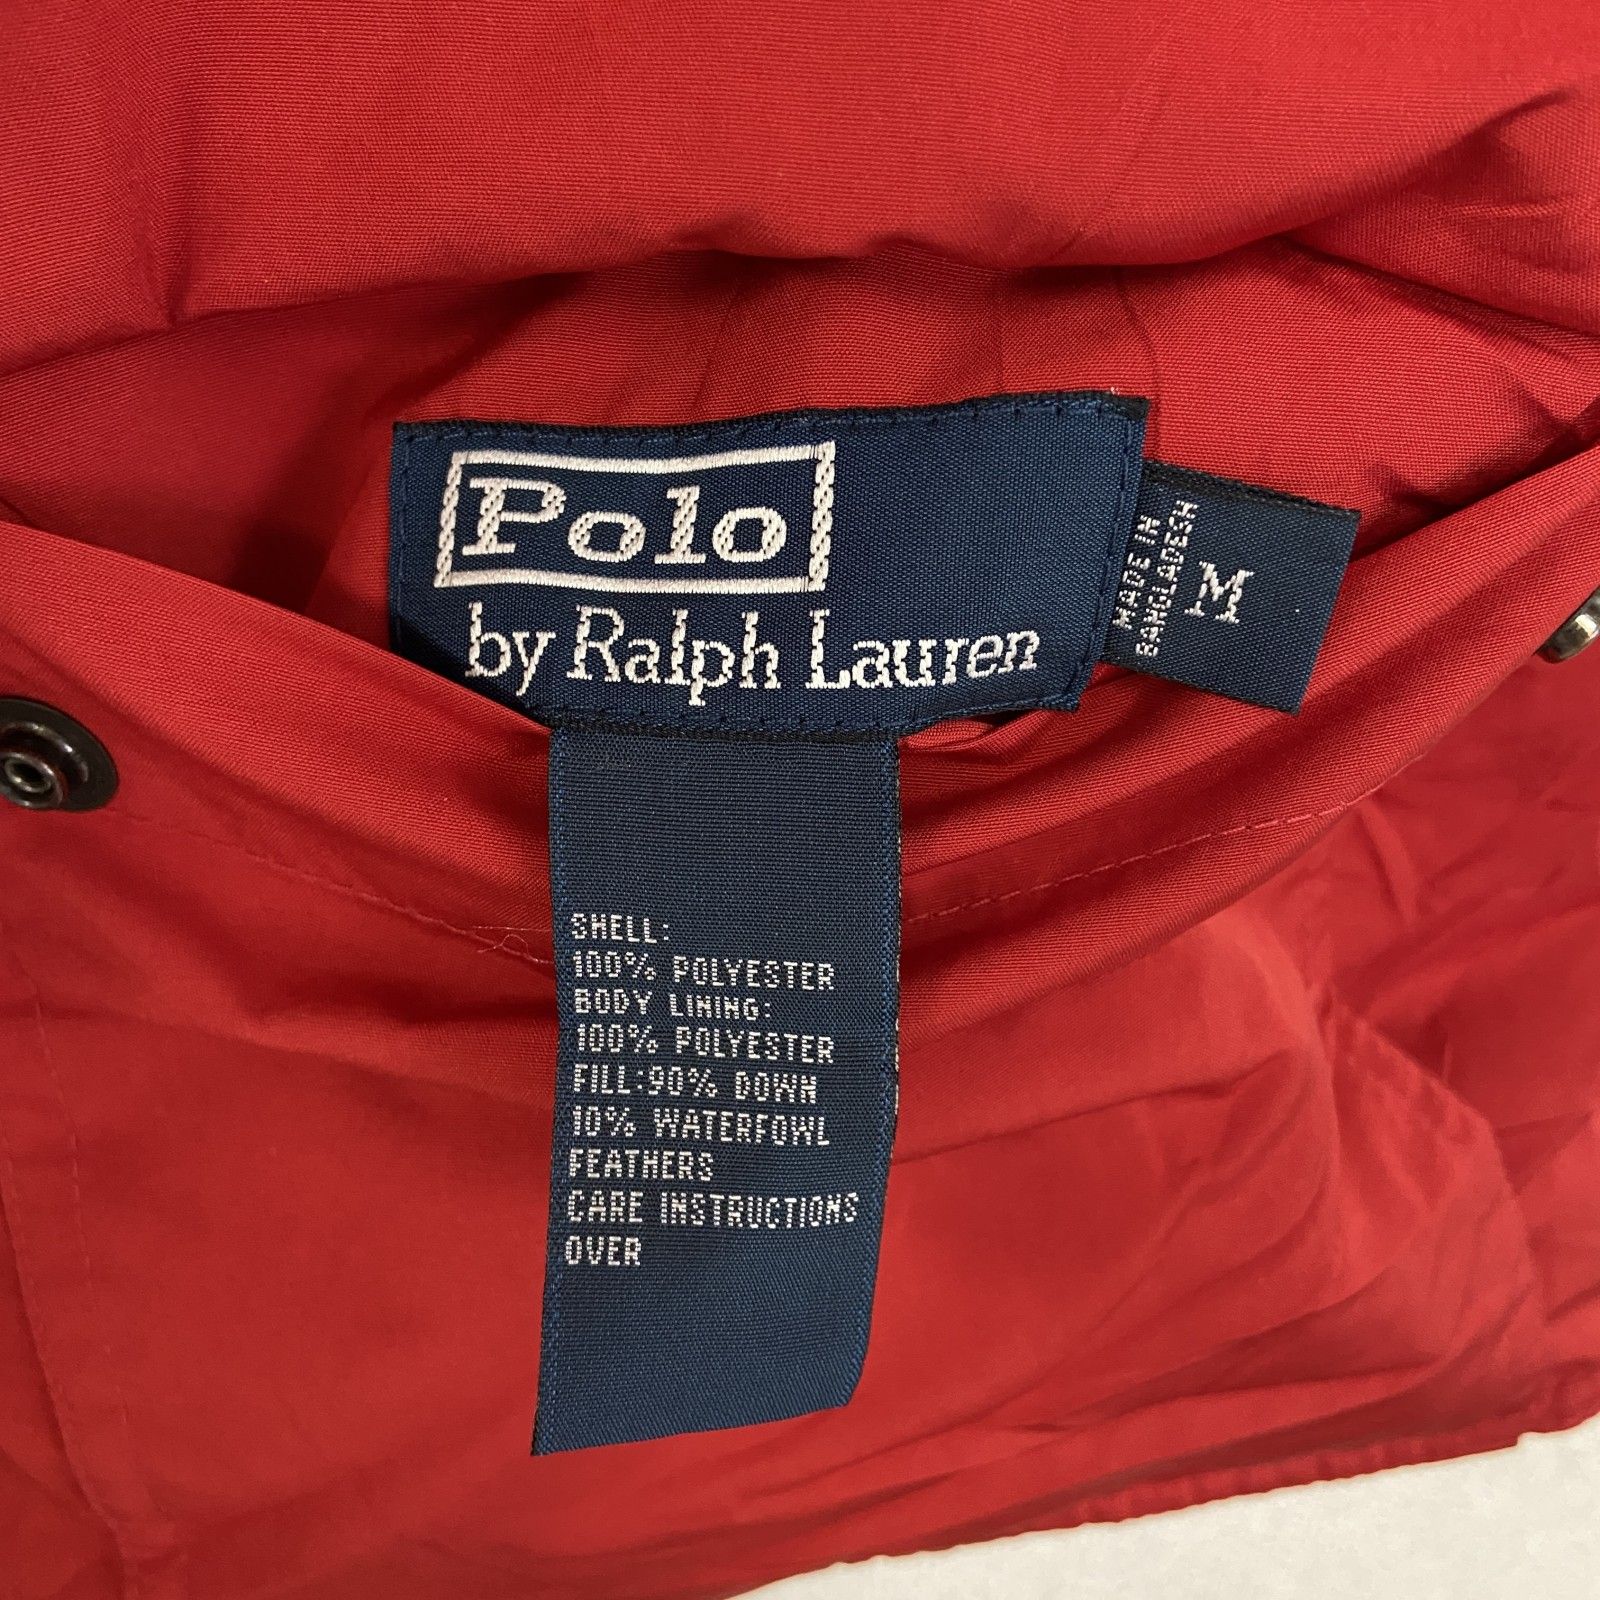 Polo
by Ralph Lauren
MADE IN
BANGLADESH
M
SHELL:
100% POLYESTER
BODY LINING:
100% POLYESTER
FILL:90% DOWN
10% WATERFOWL
FEATHERS
CARE INSTRUCTIONS
OVER